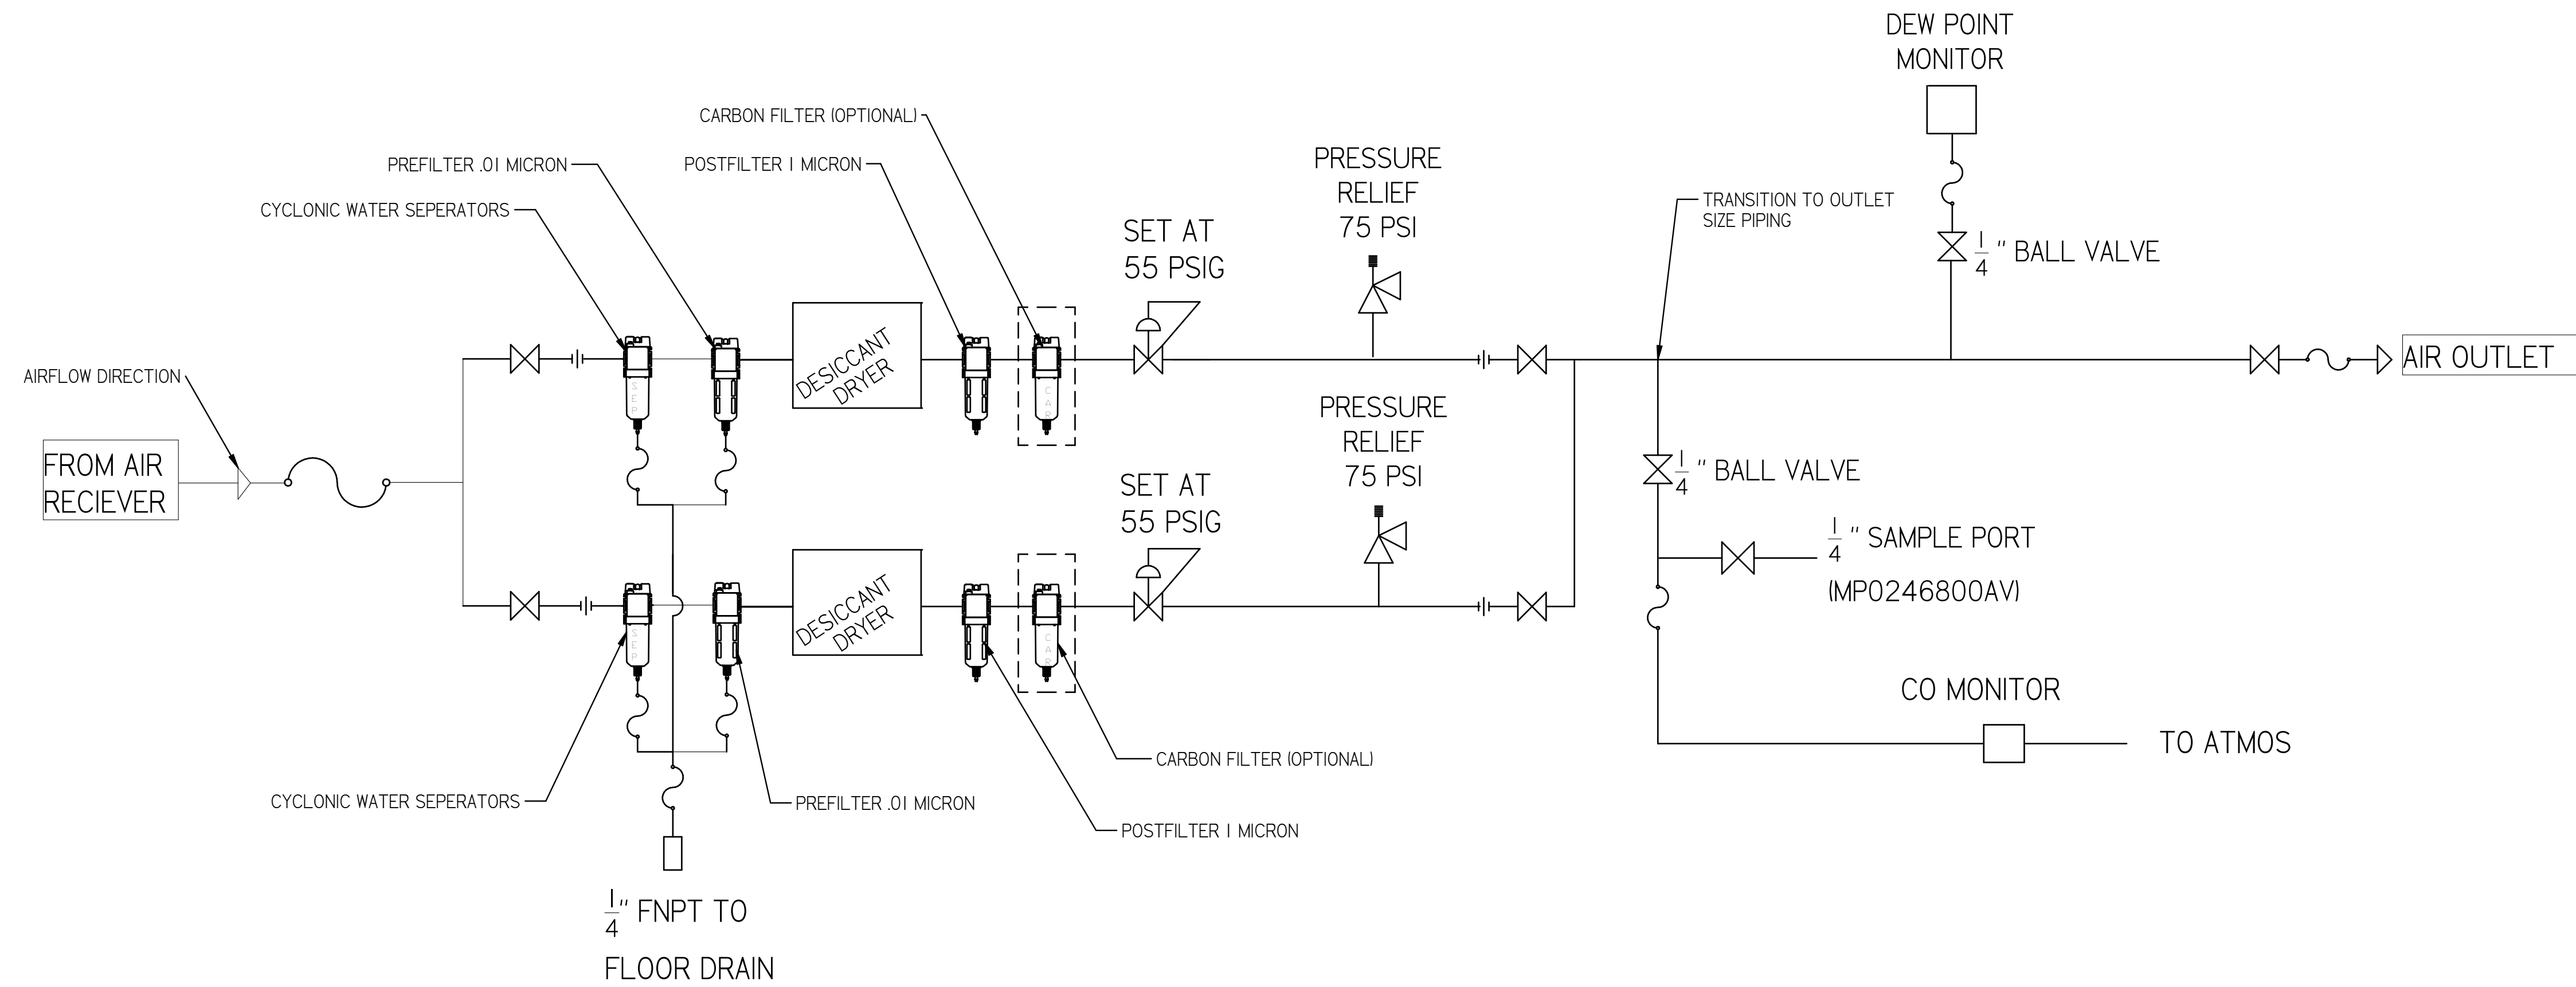 DEW POINT
MONITOR
CARBON FILTER (OPTIONAL)
PREFILTER .01 MICRON
POSTFILTER 1 MICRON
CYCLONIC WATER SEPERATORS
PRESSURE
RELIEF
75 PSI
SET AT
55 PSIG
TRANSITION TO OUTLET
SIZE PIPING
1/4 " BALL VALVE
AIRFLOW DIRECTION
FROM AIR
RECIEVER
SEP
DESICCANT
DRYER
CAR
AIR OUTLET
PRESSURE
RELIEF
75 PSI
SET AT
55 PSIG
1/4 " BALL VALVE
1/4 " SAMPLE PORT
(MP0246800AV)
SEP
DESICCANT
DRYER
CAR
CO MONITOR
TO ATMOS
CARBON FILTER (OPTIONAL)
CYCLONIC WATER SEPERATORS
PREFILTER .01 MICRON
POSTFILTER 1 MICRON
1/4" FNPT TO
FLOOR DRAIN